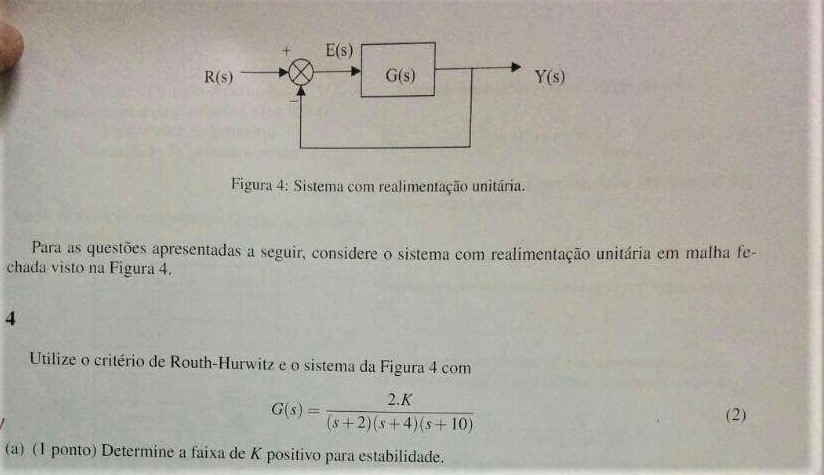 +
E(s)
R(s)
G(s)
Y(s)
−
Figura 4: Sistema com realimentação unitária.
Para as questões apresentadas a seguir, considere o sistema com realimentação unitária em malha fe-
chada visto na Figura 4.
4
Utilize o critério de Routh-Hurwitz e o sistema da Figura 4 com
G(s) = 2.K / (s+2)(s+4)(s+10) (2)
(a) (1 ponto) Determine a faixa de K positivo para estabilidade.